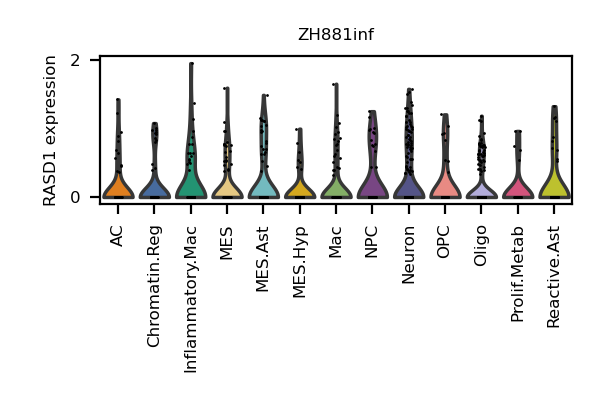 ZH881inf
RASD1 expression
2
0
AC
Chromatin.Reg
Inflammatory.Mac
MES
MES.Ast
MES.Hyp
Mac
NPC
Neuron
OPC
Oligo
Prolif.Metab
Reactive.Ast